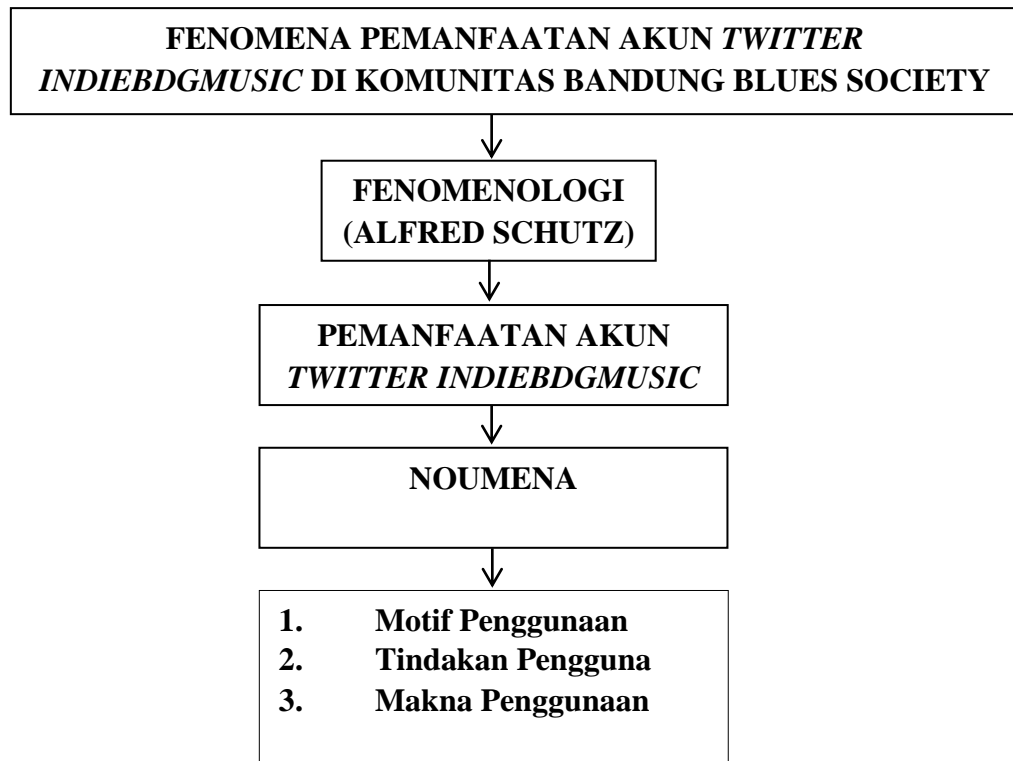 FENOMENA PEMANFAATAN AKUN TWITTER
INDIEBDGMUSIC DI KOMUNITAS BANDUNG BLUES SOCIETY
FENOMENOLOGI
(ALFRED SCHUTZ)
PEMANFAATAN AKUN
TWITTER INDIEBDGMUSIC
NOUMENA
1. Motif Penggunaan
2. Tindakan Pengguna
3. Makna Penggunaan